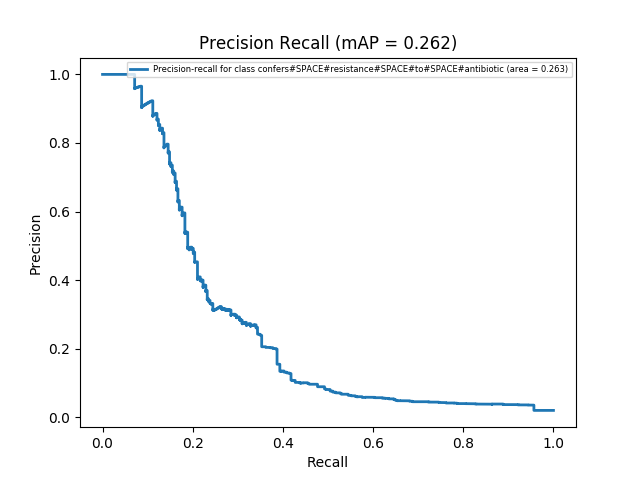 Precision Recall (mAP = 0.262)
Precision-recall for class confers#SPACE#resistance#SPACE#to#SPACE#antibiotic (area = 0.263)
1.0
0.8
0.6
0.4
0.2
0.0
Precision
0.0 0.2 0.4 0.6 0.8 1.0
Recall